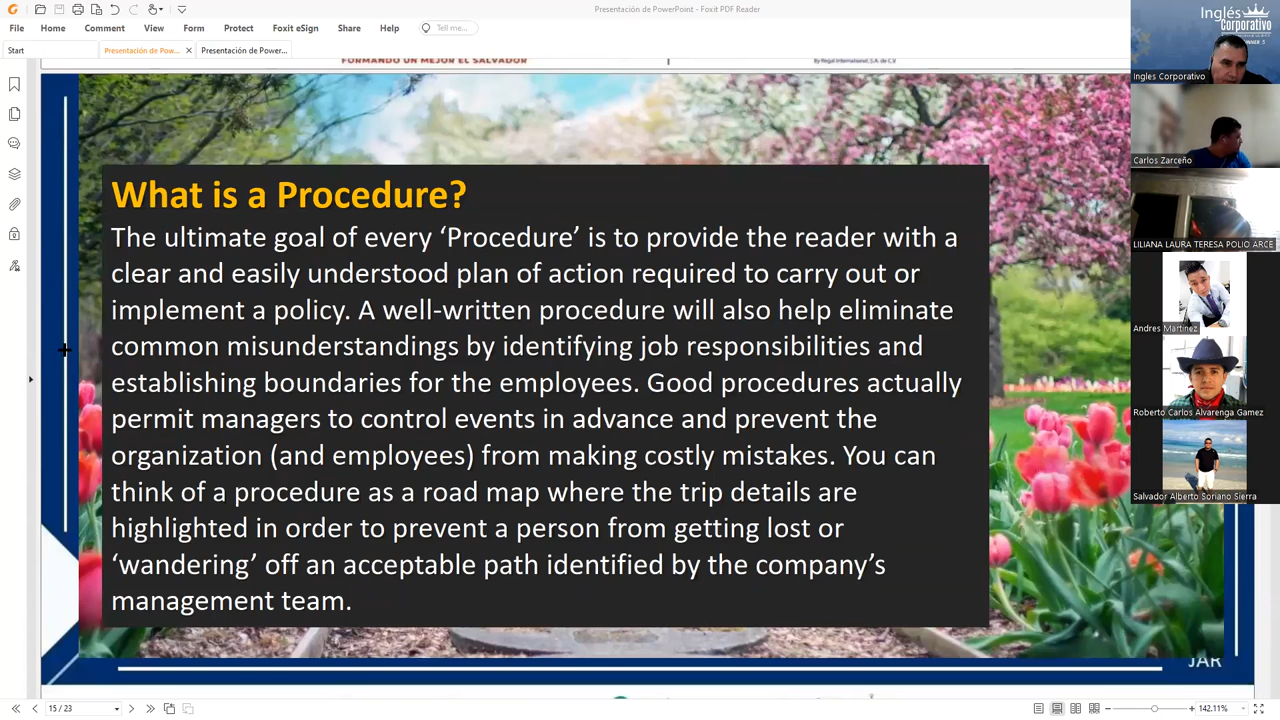 Presentación de PowerPoint - Foxit PDF Reader
File Home Comment View Form Protect Foxit eSign Share Help Tell me...
Start Presentación de Pow... Presentación de Power...
FORMANDO UN MEJOR EL SALVADOR
By Regal International, S.A. de C.V.
What is a Procedure?
The ultimate goal of every ‘Procedure’ is to provide the reader with a
clear and easily understood plan of action required to carry out or
implement a policy. A well-written procedure will also help eliminate
common misunderstandings by identifying job responsibilities and
establishing boundaries for the employees. Good procedures actually
permit managers to control events in advance and prevent the
organization (and employees) from making costly mistakes. You can
think of a procedure as a road map where the trip details are
highlighted in order to prevent a person from getting lost or
‘wandering’ off an acceptable path identified by the company’s
management team.
JAR
Inglés
Corporativo
Ingles Corporativo
Carlos Zarceño
LILIANA LAURA TERESA POLIO ARCE
Andres Martinez
Roberto Carlos Alvarenga Gamez
Salvador Alberto Soriano Sierra
15 / 23
142.11%